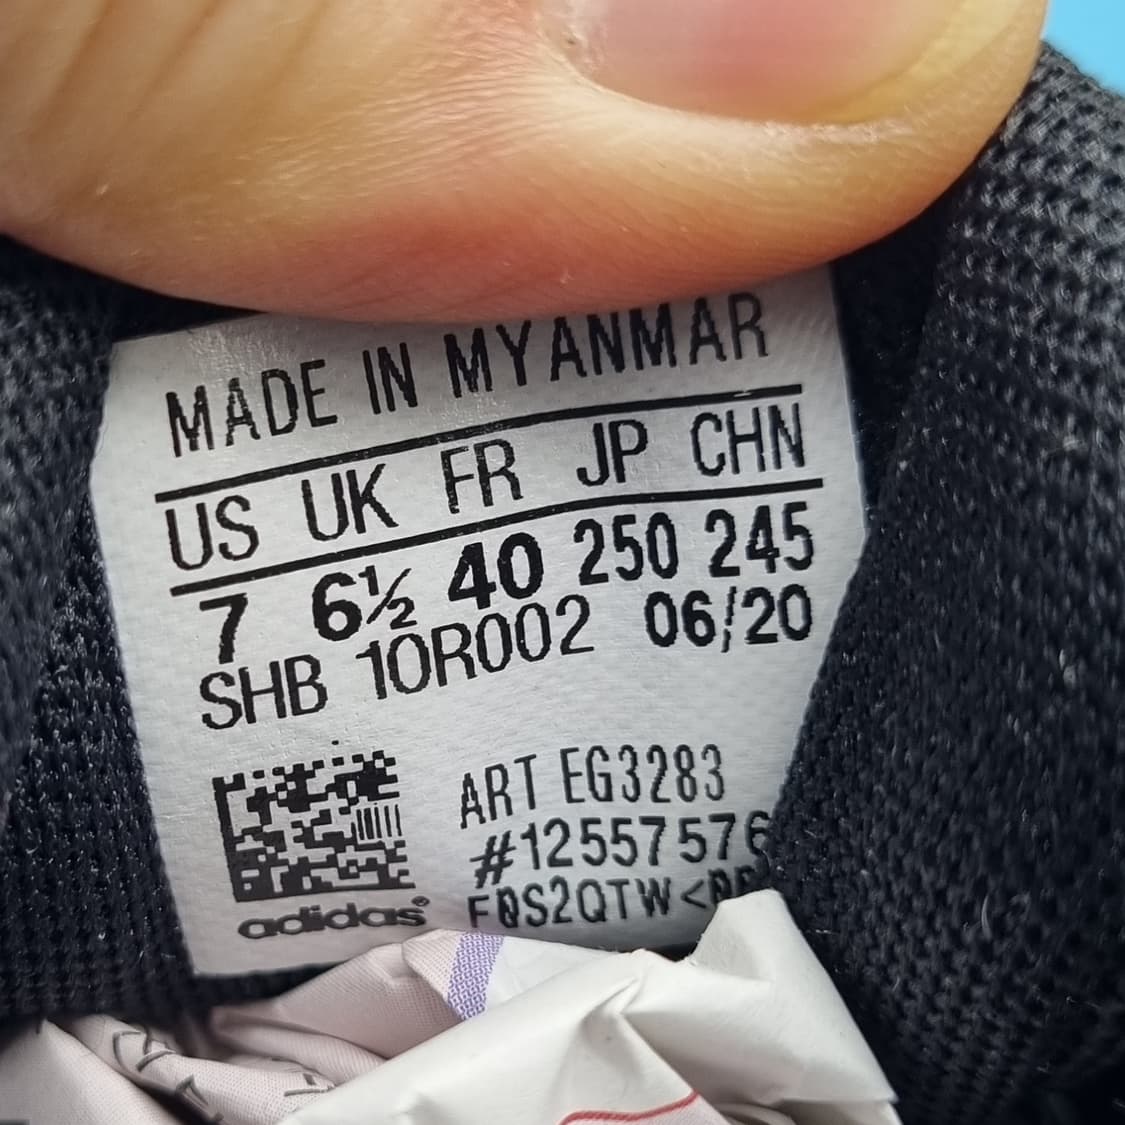 MADE IN MYANMAR
US UK FR JP CHN
7 6½ 40 250 245
SHB 10R002 06/20
ART EG3283
#12557576
adidas®